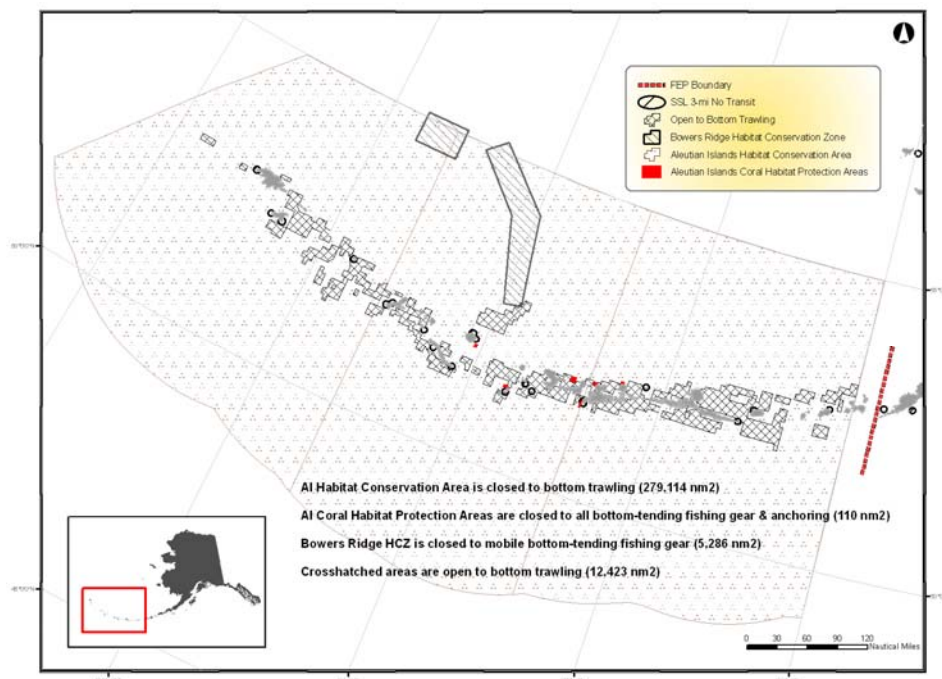 FEP Boundary
SSL 3-mi No Transit
Open to Bottom Trawling
Bowers Ridge Habitat Conservation Zone
Aleutian Islands Habitat Conservation Area
Aleutian Islands Coral Habitat Protection Areas
AI Habitat Conservation Area is closed to bottom trawling (279,114 nm2)
AI Coral Habitat Protection Areas are closed to all bottom-tending fishing gear & anchoring (110 nm2)
Bowers Ridge HCZ is closed to mobile bottom-tending fishing gear (5,286 nm2)
Crosshatched areas are open to bottom trawling (12,423 nm2)
0 30 60 90 120
Nautical Miles